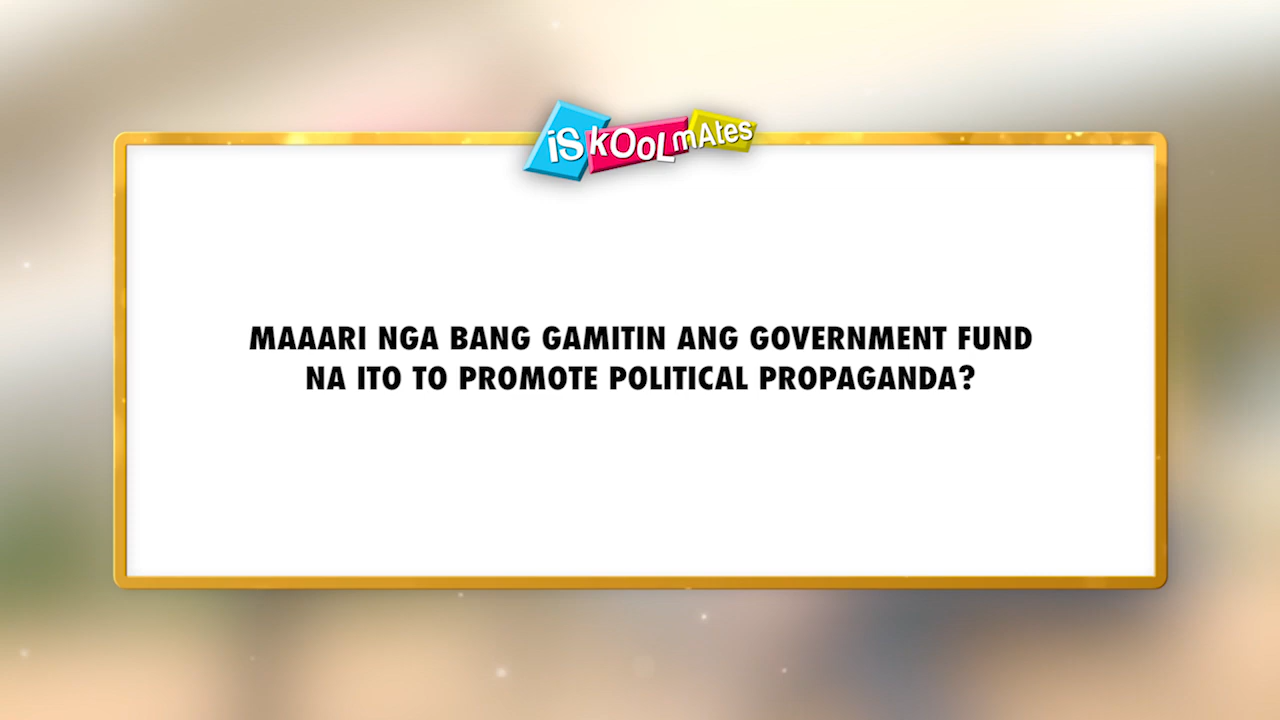 iSkOoLmAtes
MAAARI NGA BANG GAMITIN ANG GOVERNMENT FUND
NA ITO TO PROMOTE POLITICAL PROPAGANDA?